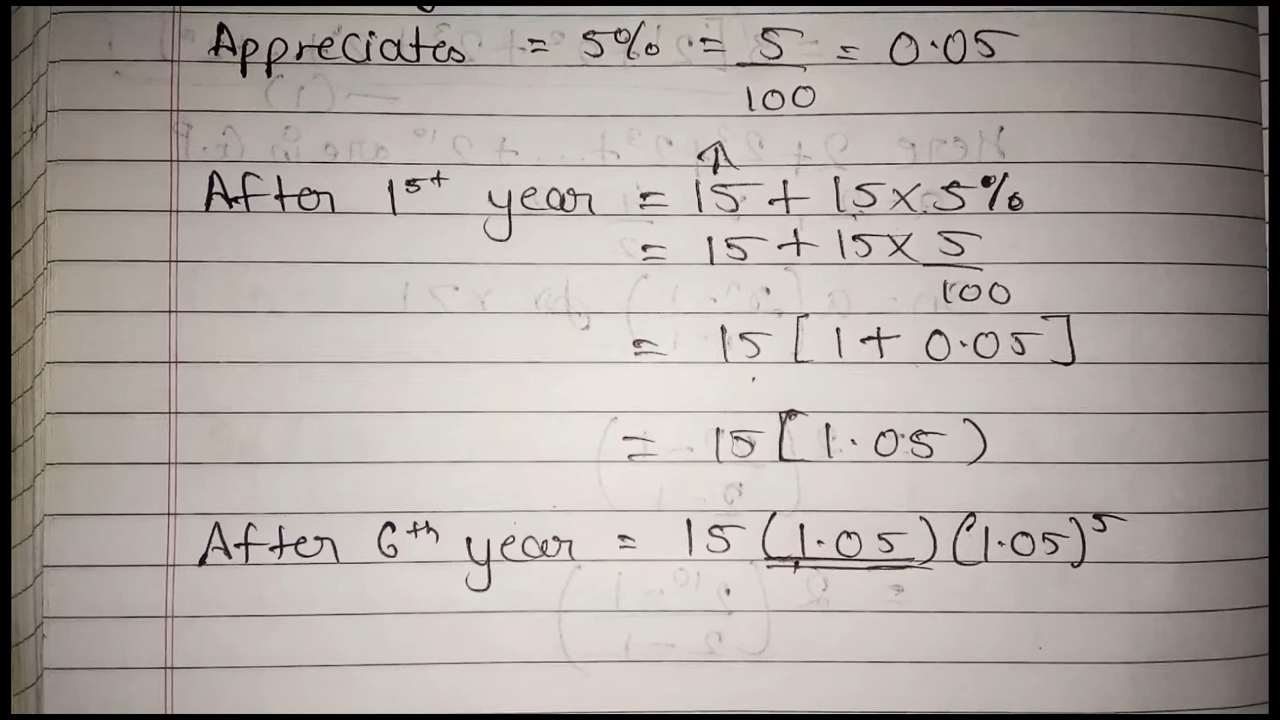 Appreciates = 5% = 5/100 = 0.05
After 1st year = 15 + 15 × 5%
= 15 + 15 × 5/100
= 15 [ 1 + 0.05 ]
= 15 [ 1.05 )
After 6th year = 15 (1.05) (1.05)^5